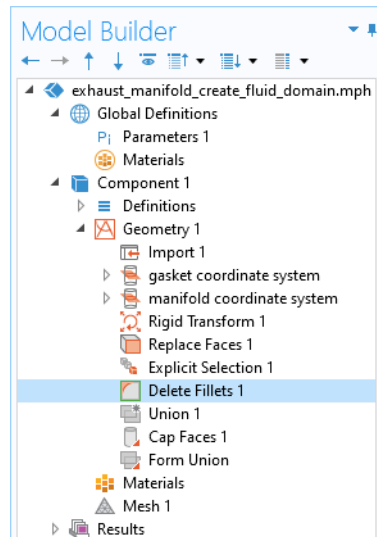 Model Builder
exhaust_manifold_create_fluid_domain.mph
Global Definitions
Pi Parameters 1
Materials
Component 1
Definitions
Geometry 1
Import 1
gasket coordinate system
manifold coordinate system
Rigid Transform 1
Replace Faces 1
Explicit Selection 1
Delete Fillets 1
Union 1
Cap Faces 1
Form Union
Materials
Mesh 1
Results